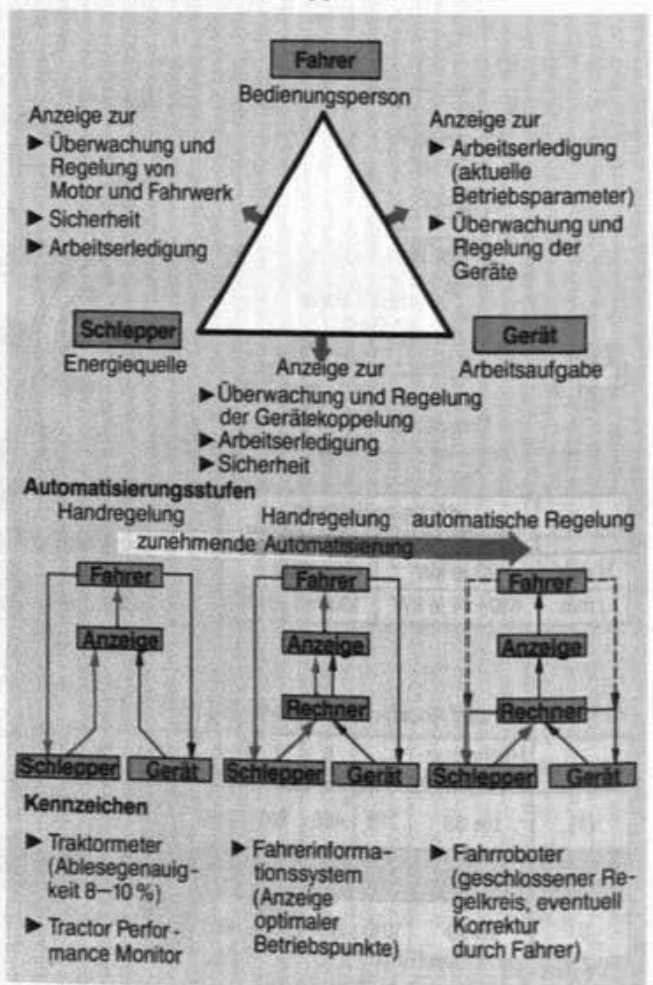 Fahrer
Bedienungsperson
Anzeige zur
▶ Überwachung und
Regelung von
Motor und Fahrwerk
▶ Sicherheit
▶ Arbeitserledigung
Anzeige zur
▶ Arbeitserledigung
(aktuelle
Betriebsparameter)
▶ Überwachung und
Regelung der
Geräte
Schlepper
Energiequelle
Gerät
Arbeitsaufgabe
Anzeige zur
▶ Überwachung und Regelung
der Gerätekoppelung
▶ Arbeitserledigung
▶ Sicherheit
Automatisierungsstufen
Handregelung
Handregelung
automatische Regelung
zunehmende Automatisierung
Fahrer
Anzeige
Schlepper
Gerät
Fahrer
Anzeige
Rechner
Schlepper
Gerät
Fahrer
Anzeige
Rechner
Schlepper
Gerät
Kennzeichen
▶ Traktormeter
(Ablesegenauig-
keit 8–10 %)
▶ Tractor Perfor-
mance Monitor
▶ Fahrerinforma-
tionssystem
(Anzeige
optimaler
Betriebspunkte)
▶ Fahrroboter
(geschlossener Re-
gelkreis, eventuell
Korrektur
durch Fahrer)